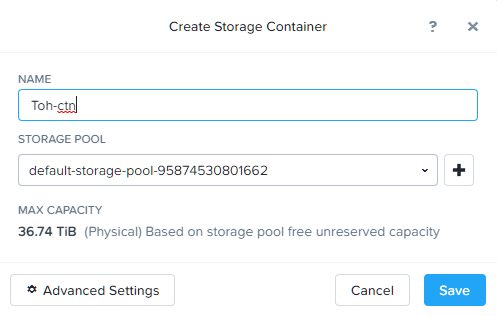 Create Storage Container
?
×
NAME
Toh-ctn
STORAGE POOL
default-storage-pool-95874530801662
MAX CAPACITY
36.74 TiB (Physical) Based on storage pool free unreserved capacity
Advanced Settings
Cancel
Save